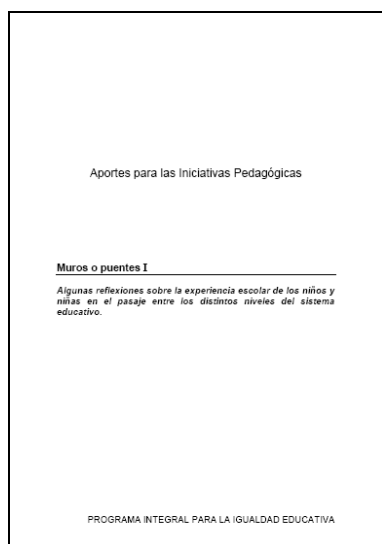 Aportes para las Iniciativas Pedagógicas
Muros o puentes I
Algunas reflexiones sobre la experiencia escolar de los niños y
niñas en el pasaje entre los distintos niveles del sistema
educativo.
PROGRAMA INTEGRAL PARA LA IGUALDAD EDUCATIVA